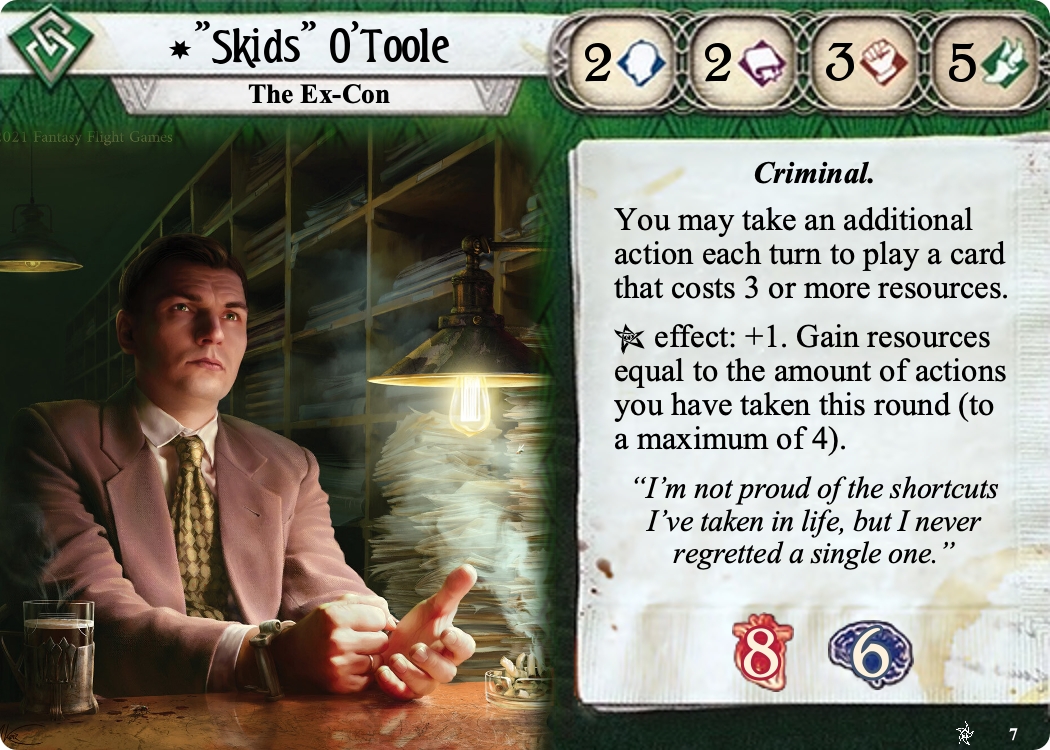 "Skids" O'Toole
2 2 3 5
The Ex-Con
2021 Fantasy Flight Games
Criminal.
You may take an additional
action each turn to play a card
that costs 3 or more resources.
effect: +1. Gain resources
equal to the amount of actions
you have taken this round (to
a maximum of 4).
“I’m not proud of the shortcuts
I’ve taken in life, but I never
regretted a single one.”
8 6
7